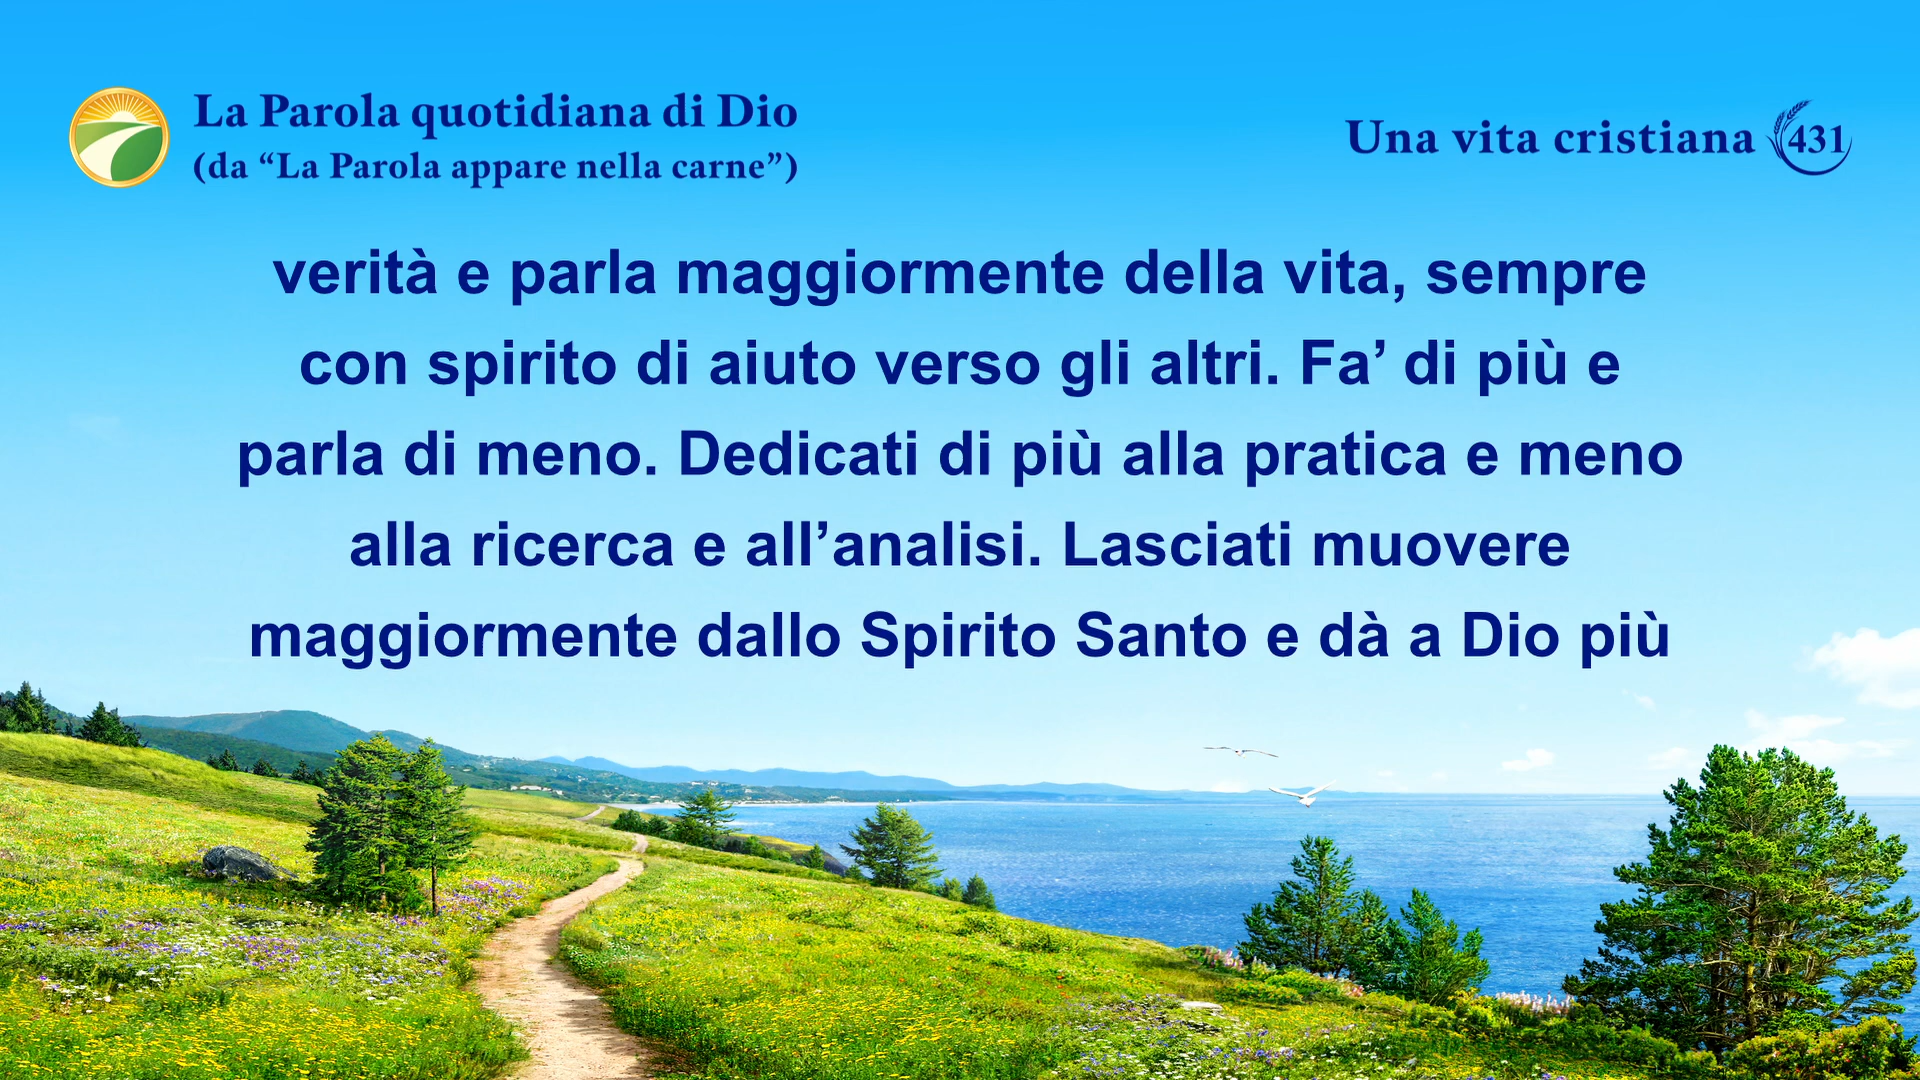 La Parola quotidiana di Dio
(da “La Parola appare nella carne”)
Una vita cristiana 431
verità e parla maggiormente della vita, sempre
con spirito di aiuto verso gli altri. Fa’ di più e
parla di meno. Dedicati di più alla pratica e meno
alla ricerca e all’analisi. Lasciati muovere
maggiormente dallo Spirito Santo e dà a Dio più